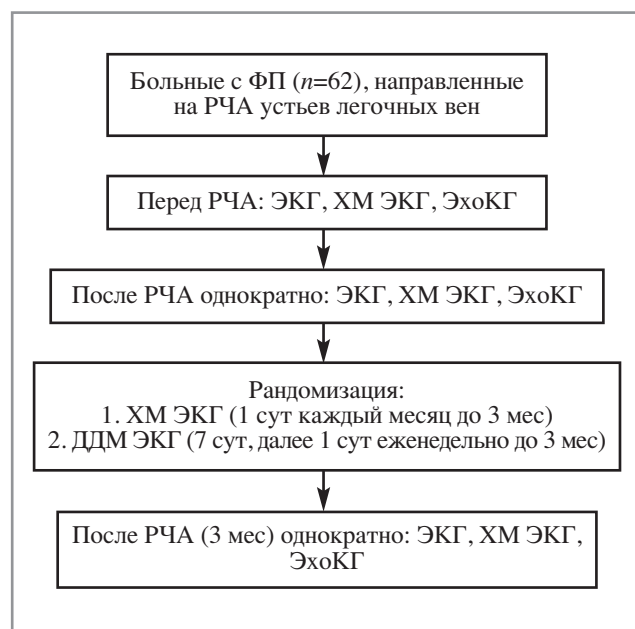 Больные с ФП (n=62), направленные
на РЧА устьев легочных вен
Перед РЧА: ЭКГ, ХМ ЭКГ, ЭхоКГ
После РЧА однократно: ЭКГ, ХМ ЭКГ, ЭхоКГ
Рандомизация:
1. ХМ ЭКГ (1 сут каждый месяц до 3 мес)
2. ДДМ ЭКГ (7 сут, далее 1 сут еженедельно до 3 мес)
После РЧА (3 мес) однократно: ЭКГ, ХМ ЭКГ,
ЭхоКГ